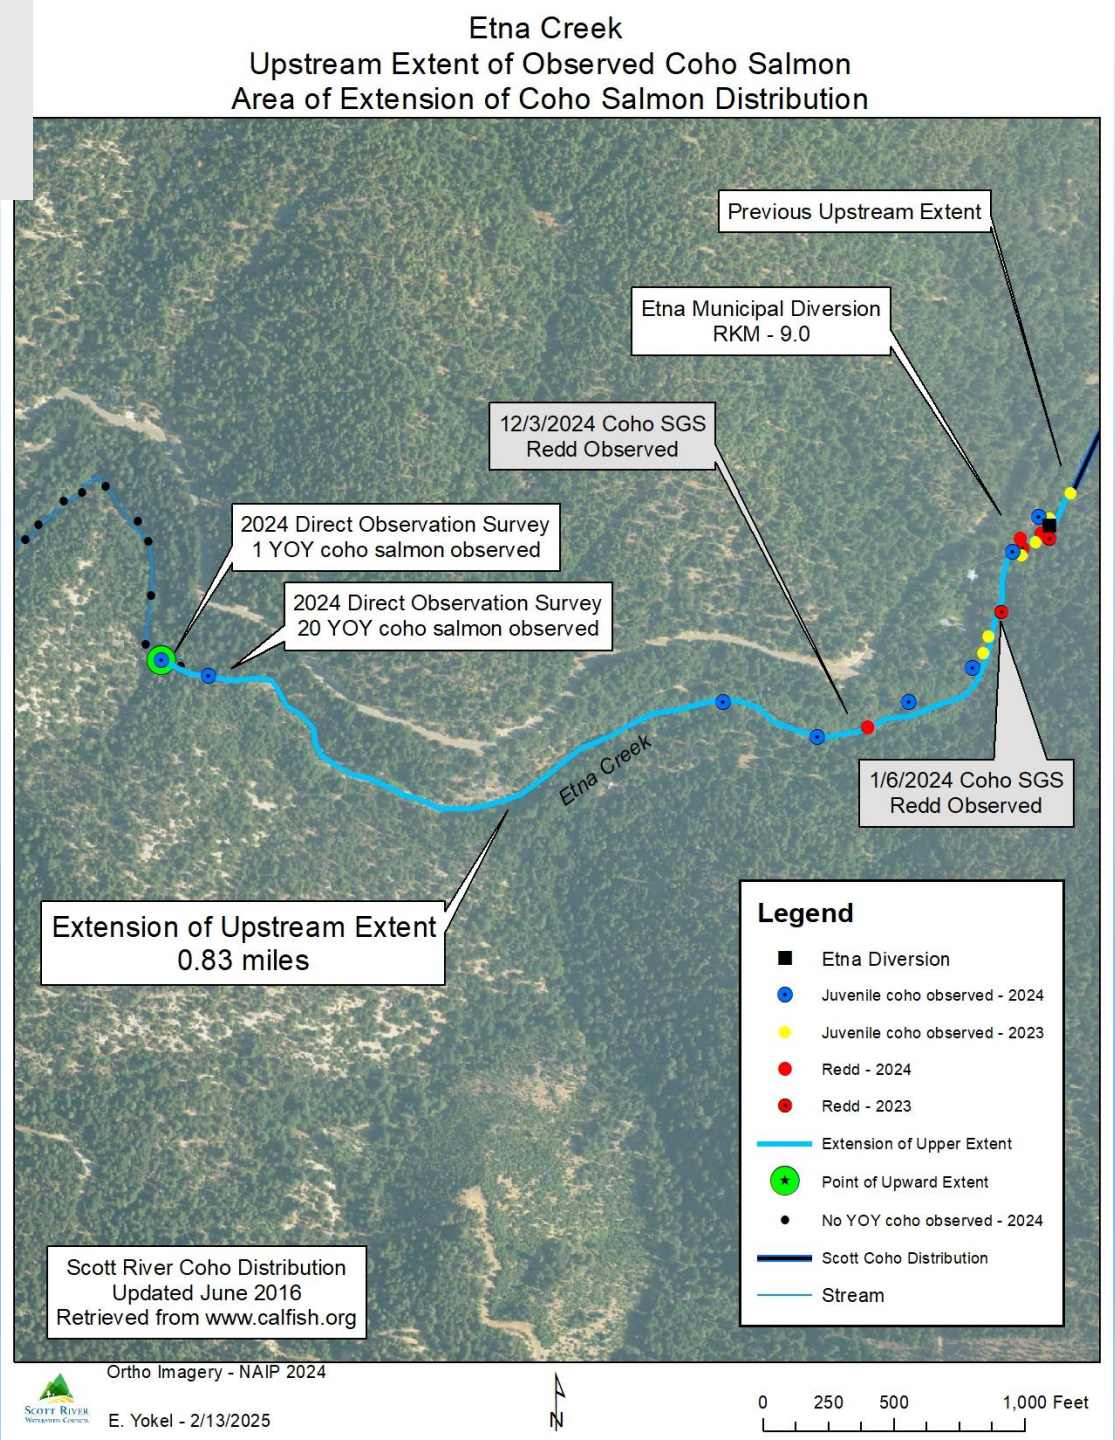 Etna Creek
Upstream Extent of Observed Coho Salmon
Area of Extension of Coho Salmon Distribution
Previous Upstream Extent
Etna Municipal Diversion
RKM - 9.0
12/3/2024 Coho SGS
Redd Observed
2024 Direct Observation Survey
1 YOY coho salmon observed
2024 Direct Observation Survey
20 YOY coho salmon observed
Etna Creek
1/6/2024 Coho SGS
Redd Observed
Extension of Upstream Extent
0.83 miles
Legend
Etna Diversion
Juvenile coho observed - 2024
Juvenile coho observed - 2023
Redd - 2024
Redd - 2023
Extension of Upper Extent
Point of Upward Extent
No YOY coho observed - 2024
Scott Coho Distribution
Stream
Scott River Coho Distribution
Updated June 2016
Retrieved from www.calfish.org
Ortho Imagery - NAIP 2024
SCOTT RIVER
WATERSHED COUNCIL
E. Yokel - 2/13/2025
N
0 250 500 1,000 Feet